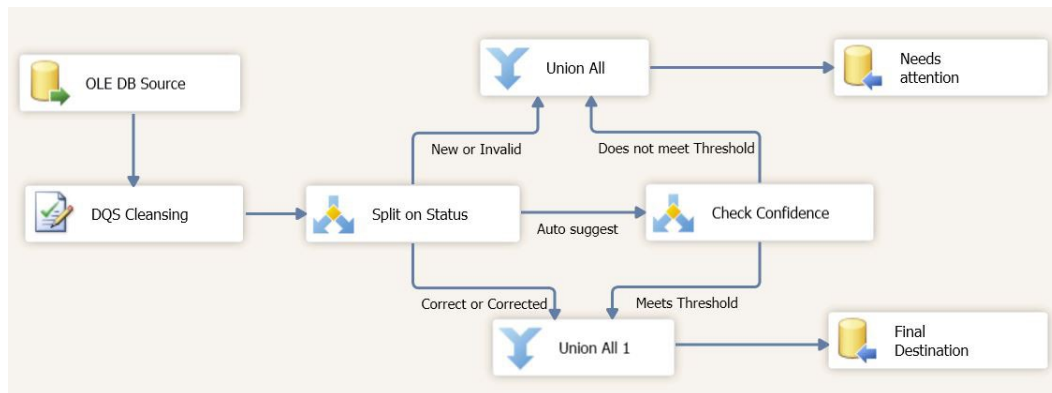 OLE DB Source
Union All
Needs
attention
New or Invalid
Does not meet Threshold
DQS Cleansing
Split on Status
Auto suggest
Check Confidence
Correct or Corrected
Meets Threshold
Union All 1
Final
Destination